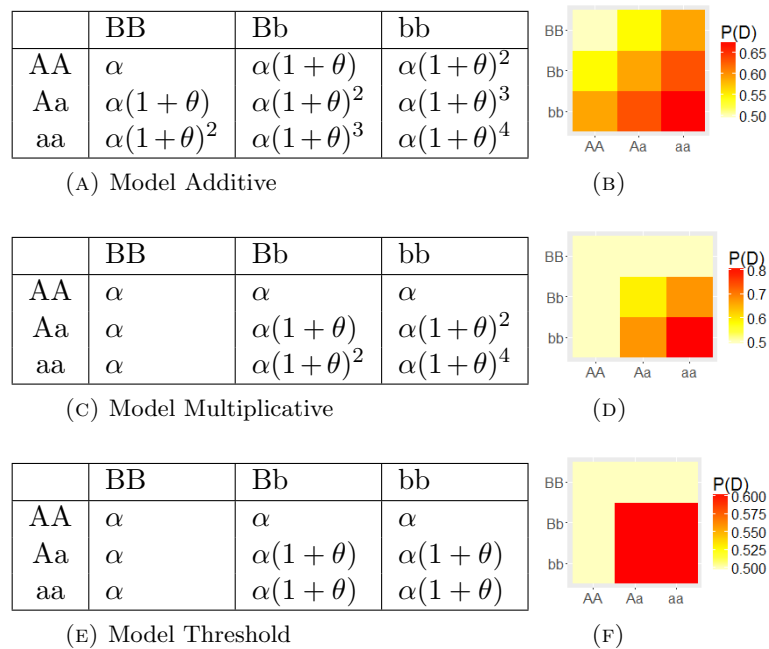 BB Bb bb
AA α α(1 + θ) α(1+θ)²
Aa α(1 + θ) α(1+θ)² α(1+θ)³
aa α(1+θ)² α(1+θ)³ α(1+θ)⁴
(A) Model Additive
P(D)
BB
Bb
bb
0.65
0.60
0.55
0.50
AA Aa aa
(B)
BB Bb bb
AA α α α
Aa α α(1 + θ) α(1+θ)²
aa α α(1+θ)² α(1+θ)⁴
(C) Model Multiplicative
P(D)
BB
Bb
bb
0.8
0.7
0.6
0.5
AA Aa aa
(D)
BB Bb bb
AA α α α
Aa α α(1 + θ) α(1 + θ)
aa α α(1 + θ) α(1 + θ)
(E) Model Threshold
P(D)
BB
Bb
bb
0.600
0.575
0.550
0.525
0.500
AA Aa aa
(F)